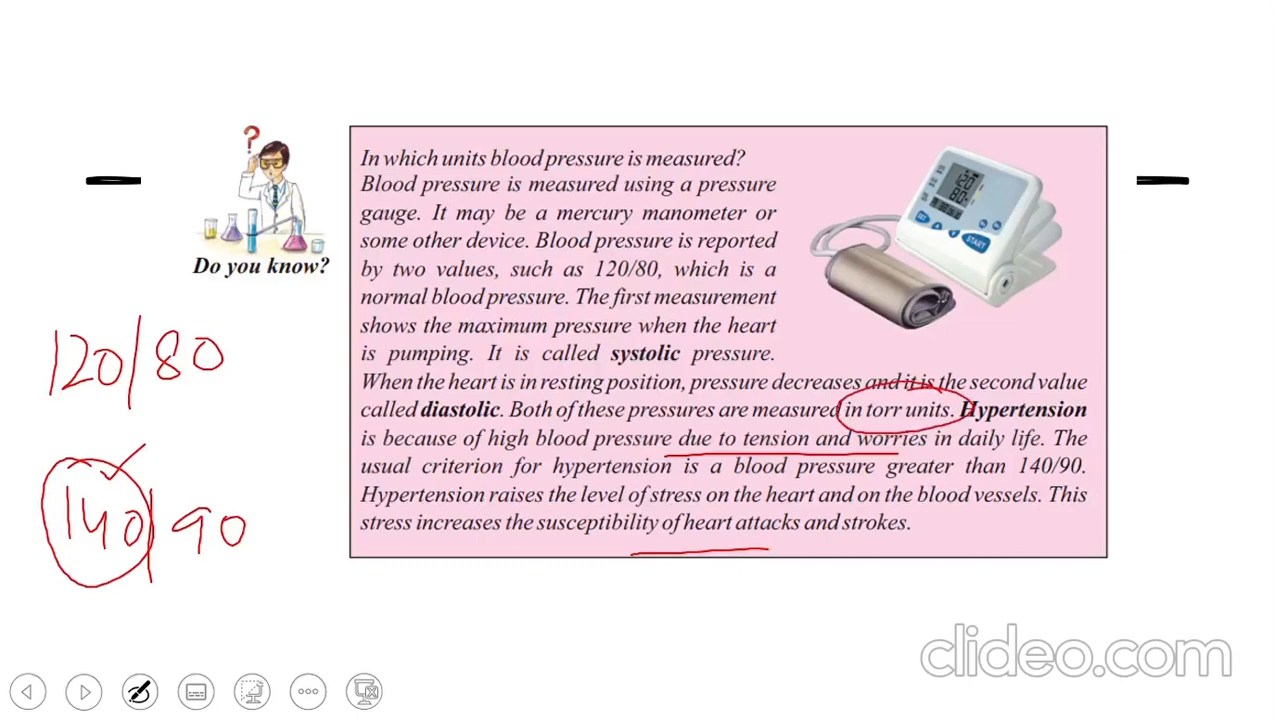 ?
In which units blood pressure is measured?
Blood pressure is measured using a pressure
gauge. It may be a mercury manometer or
some other device. Blood pressure is reported
by two values, such as 120/80, which is a
normal blood pressure. The first measurement
shows the maximum pressure when the heart
is pumping. It is called systolic pressure.
When the heart is in resting position, pressure decreases and it is the second value
called diastolic. Both of these pressures are measured in torr units. Hypertension
is because of high blood pressure due to tension and worries in daily life. The
usual criterion for hypertension is a blood pressure greater than 140/90.
Hypertension raises the level of stress on the heart and on the blood vessels. This
stress increases the susceptibility of heart attacks and strokes.
Do you know?
120
80
SET
START
120/80
140/90
clideo.com